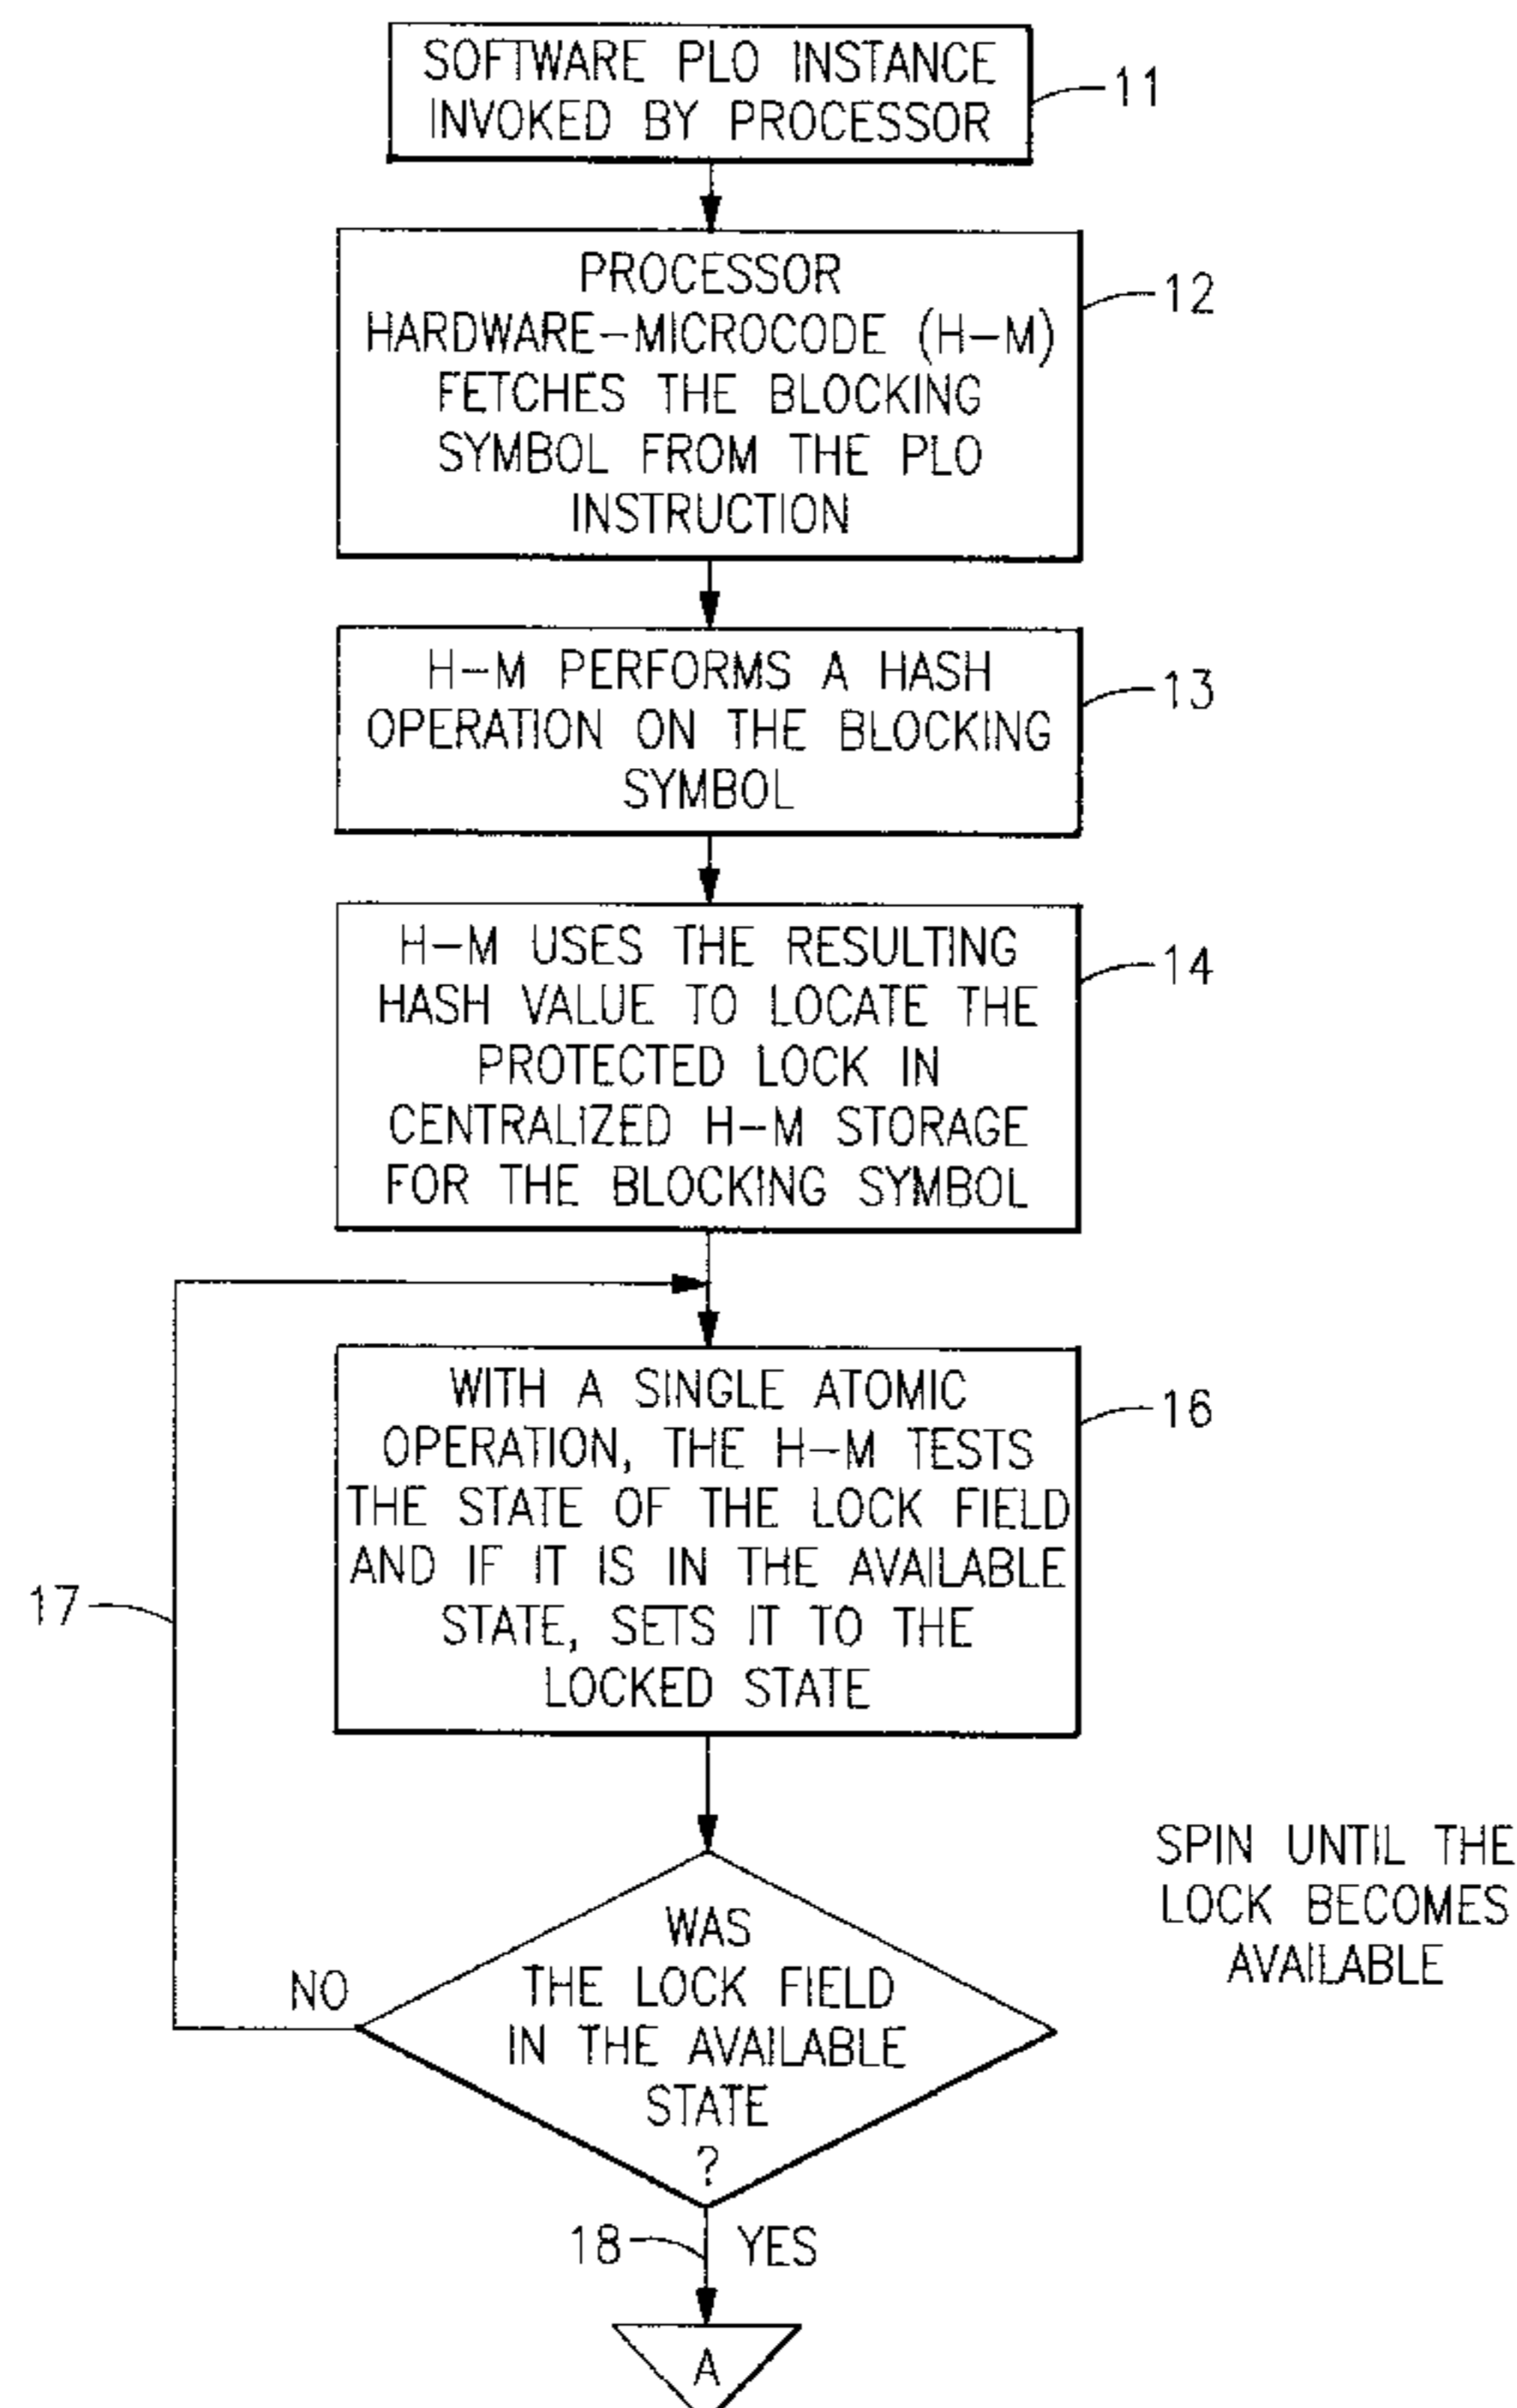 SOFTWARE PLO INSTANCE
INVOKED BY PROCESSOR
11
PROCESSOR
HARDWARE-MICROCODE (H-M)
FETCHES THE BLOCKING
SYMBOL FROM THE PLO
INSTRUCTION
12
H-M PERFORMS A HASH
OPERATION ON THE BLOCKING
SYMBOL
13
H-M USES THE RESULTING
HASH VALUE TO LOCATE THE
PROTECTED LOCK IN
CENTRALIZED H-M STORAGE
FOR THE BLOCKING SYMBOL
14
WITH A SINGLE ATOMIC
OPERATION, THE H-M TESTS
THE STATE OF THE LOCK FIELD
AND IF IT IS IN THE AVAILABLE
STATE, SETS IT TO THE
LOCKED STATE
16
17
SPIN UNTIL THE
LOCK BECOMES
AVAILABLE
WAS
THE LOCK FIELD
IN THE AVAILABLE
STATE
?
NO
18
YES
A